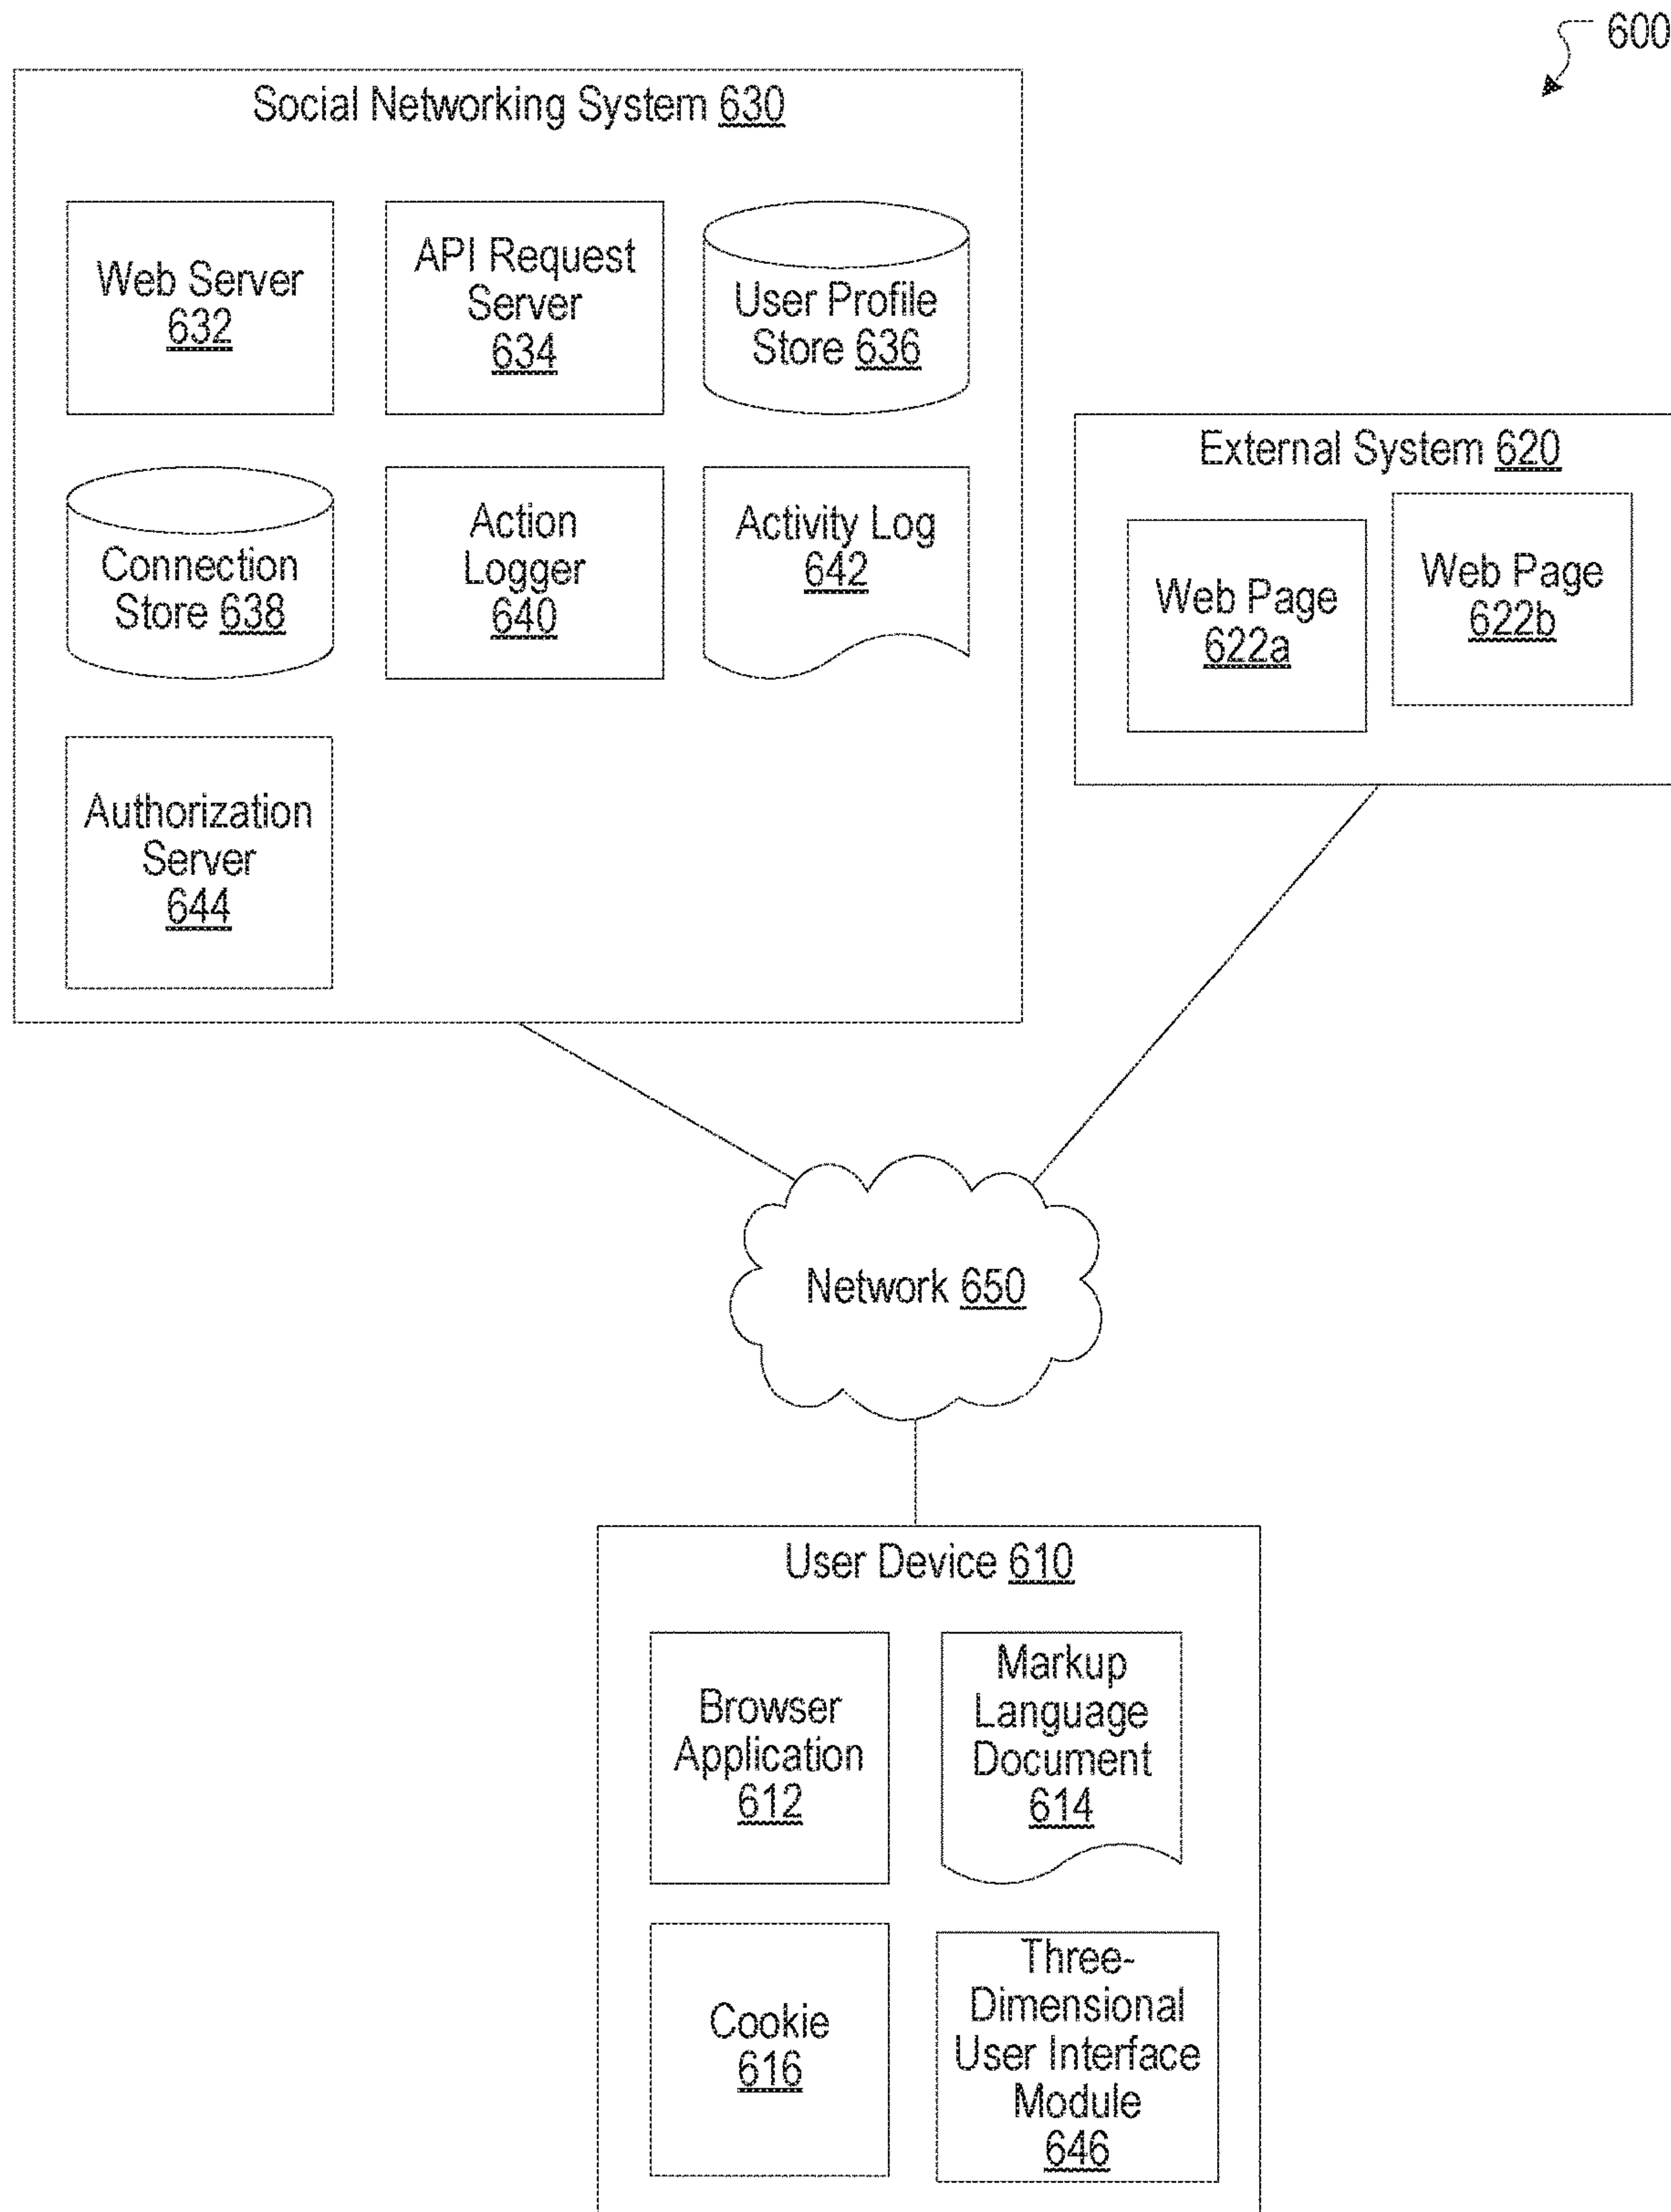 600
Social Networking System 630
Web Server
632
API Request
Server
634
User Profile
Store 636
Connection
Store 638
Action
Logger
640
Activity Log
642
Authorization
Server
644
External System 620
Web Page
622a
Web Page
622b
Network 650
User Device 610
Browser
Application
612
Markup
Language
Document
614
Cookie
616
Three-
Dimensional
User Interface
Module
646